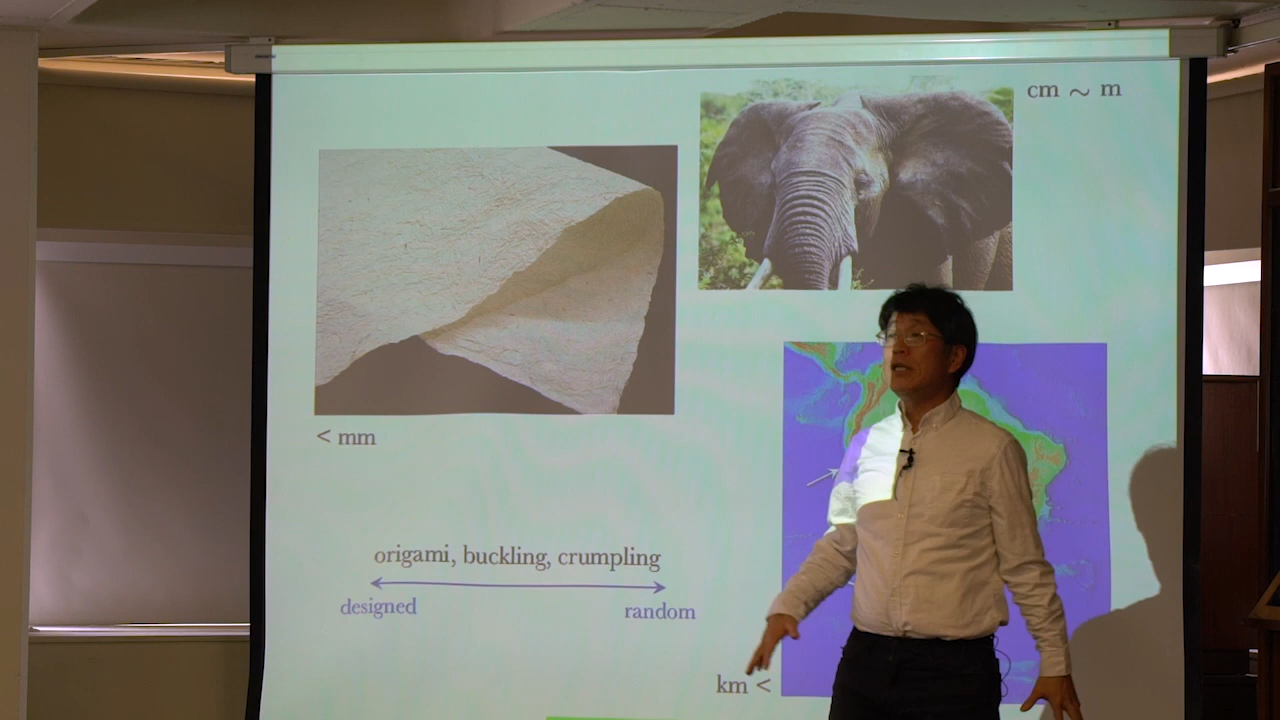 cm ~ m
< mm
origami, buckling, crumpling
designed
random
km <